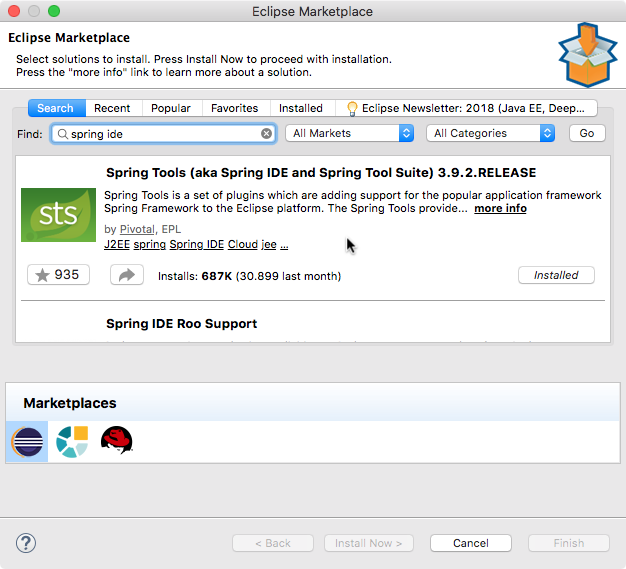 Eclipse Marketplace
Eclipse Marketplace
Select solutions to install. Press Install Now to proceed with installation.
Press the "more info" link to learn more about a solution.
Search Recent Popular Favorites Installed Eclipse Newsletter: 2018 (Java EE, Deep...
Find: spring ide All Markets All Categories Go
Spring Tools (aka Spring IDE and Spring Tool Suite) 3.9.2.RELEASE
sts
Spring Tools is a set of plugins which are adding support for the popular application framework
Spring Framework to the Eclipse platform. The Spring Tools provide... more info
by Pivotal, EPL
J2EE spring Spring IDE Cloud jee ...
935 Installs: 687K (30.899 last month) Installed
Spring IDE Roo Support
Marketplaces
? < Back Install Now > Cancel Finish